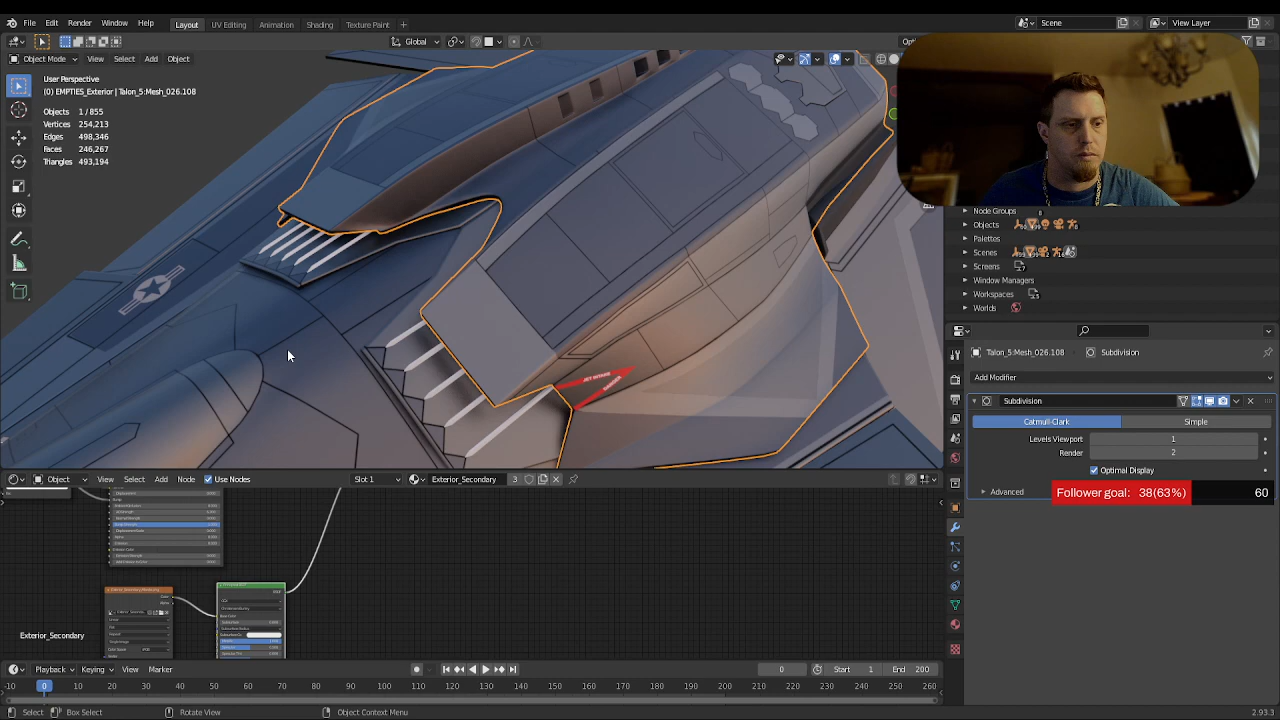 File Edit Render Window Help
Layout UV Editing Animation Shading Texture Paint +
Scene
View Layer
Global
Object Mode View Select Add Object
User Perspective
(0) EMPTIES_Exterior | Talon_5:Mesh_026.108
Objects 1 / 855
Vertices 254,213
Edges 498,346
Faces 246,267
Triangles 493,194
JET INTAKE
DANGER
Node Groups
Objects
Palettes
Scenes
Screens
Window Managers
Workspaces
Worlds
Talon_5:Mesh_026.108 Subdivision
Add Modifier
Subdivision
Catmull-Clark Simple
Levels Viewport 1
Render 2
Optimal Display
Advanced
Follower goal: 38(63%) 60
Object View Select Add Node Use Nodes Slot 1 Exterior_Secondary 3
Exterior_Secondary
Playback Keying View Marker 0 Start 1 End 200
-10 0 10 20 30 40 50 60 70 80 90 100 110 120 130 140 150 160 170 180 190 200 210 220 230 240 250 260
Select Box Select Rotate View Object Context Menu 2.93.3